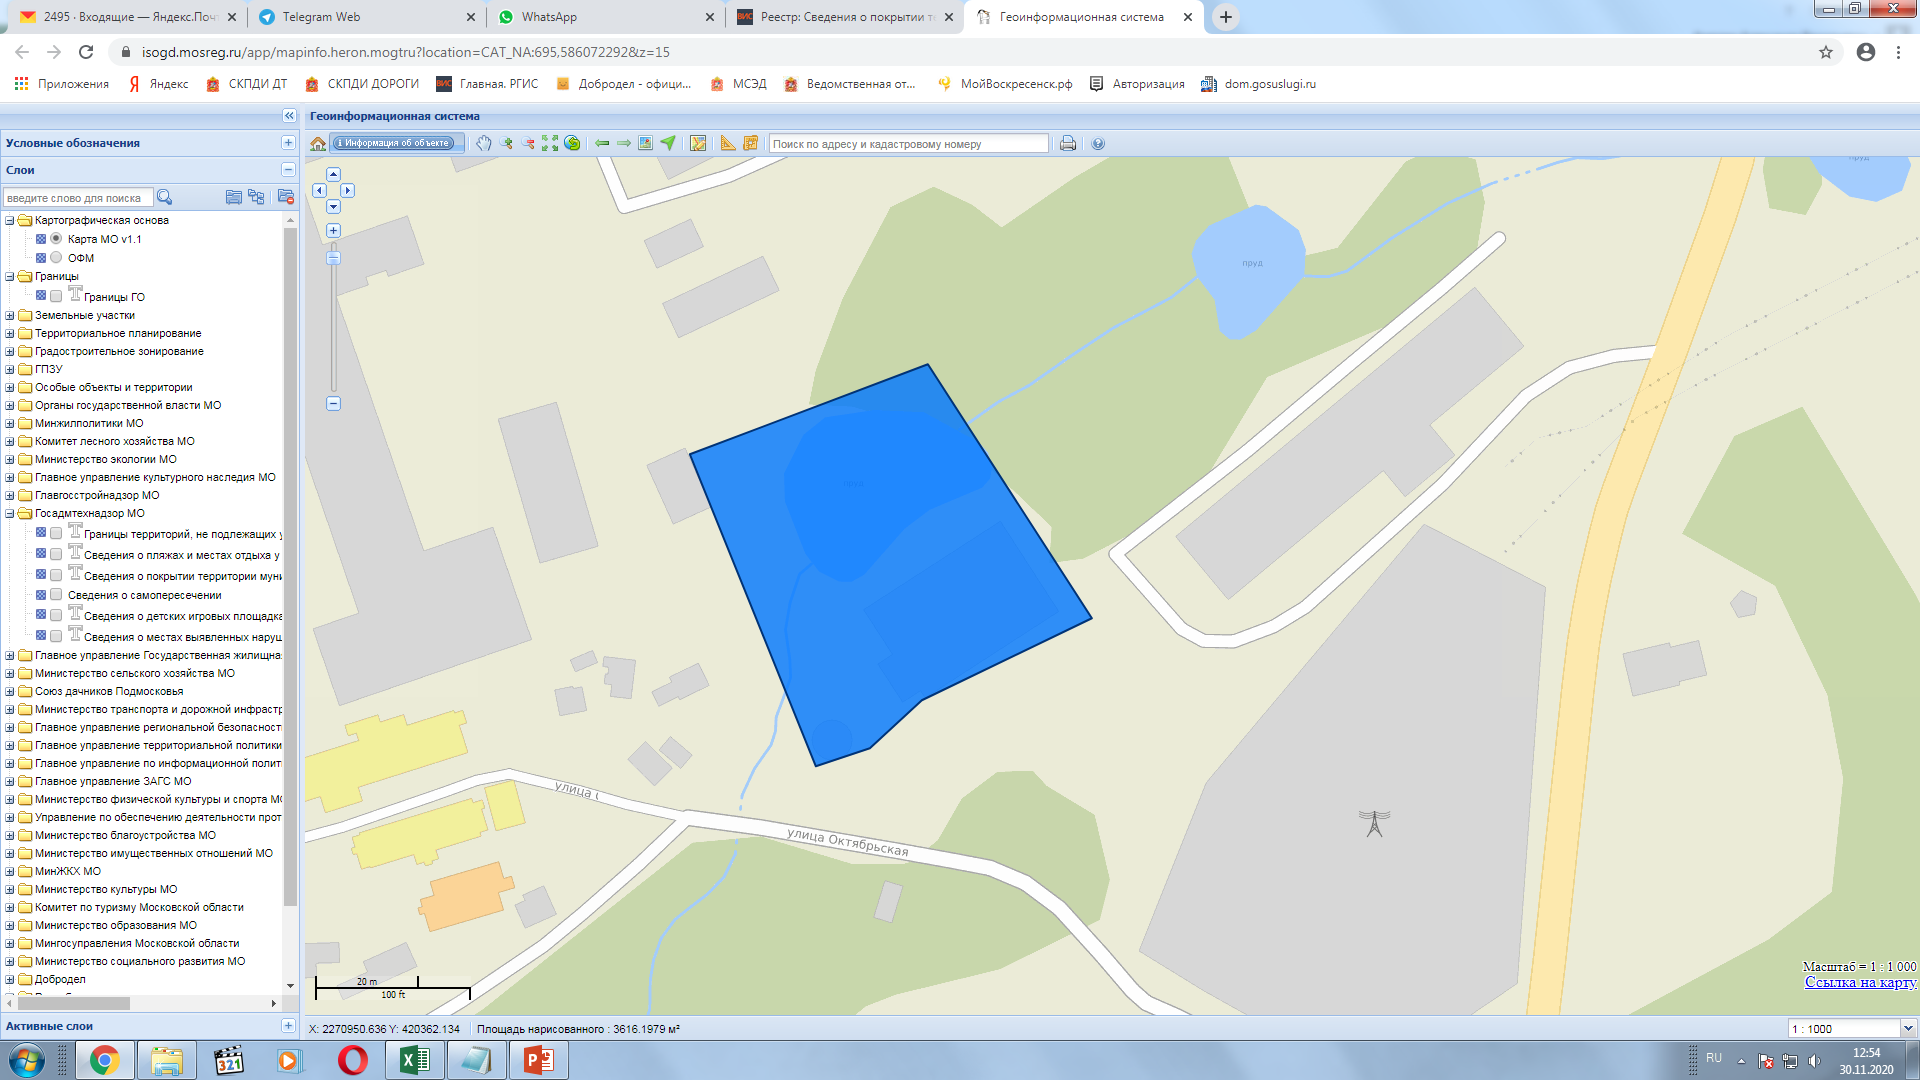 2495 · Входящие — Яндекс.Поч
Telegram Web
WhatsApp
Реестр: Сведения о покрытии т
Геоинформационная система
isogd.mosreg.ru/app/mapinfo.heron.mogtru?location=CAT_NA:695,586072292&z=15
Приложения
Яндекс
СКПДИ ДТ
СКПДИ ДОРОГИ
ВИС Главная. РГИС
Добродел - офици...
МСЭД
Ведомственная от...
МойВоскресенск.рф
Авторизация
dom.gosuslugi.ru
Геоинформационная система
Условные обозначения
Информация об объекте
Поиск по адресу и кадастровому номеру
Слои
введите слово для поиска
Картографическая основа
Карта МО v1.1
ОФМ
Границы
Границы ГО
Земельные участки
Территориальное планирование
Градостроительное зонирование
ГПЗУ
Особые объекты и территории
Органы государственной власти МО
Минжилполитики МО
Комитет лесного хозяйства МО
Министерство экологии МО
Главное управление культурного наследия МО
Главгосстройнадзор МО
Госадмтехнадзор МО
Границы территорий, не подлежащих у
Сведения о пляжах и местах отдыха у
Сведения о покрытии территории муни
Сведения о самопересечении
Сведения о детских игровых площадка
Сведения о местах выявленных наруш
Главное управление Государственная жилищна
Министерство сельского хозяйства МО
Союз дачников Подмосковья
Министерство транспорта и дорожной инфрастр
Главное управление региональной безопасност
Главное управление территориальной политики
Главное управление по информационной полит
Главное управление ЗАГС МО
Министерство физической культуры и спорта МО
Управление по обеспечению деятельности прот
Министерство благоустройства МО
Министерство имущественных отношений МО
МинЖКХ МО
Министерство культуры МО
Комитет по туризму Московской области
Министерство образования МО
Мингосуправления Московской области
Министерство социального развития МО
Добродел
Активные слои
пруд
пруд
пруд
улица
улица Октябрьская
20 m
100 ft
Масштаб = 1 : 1 000
Ссылка на карту
X: 2270950.636 Y: 420362.134
Площадь нарисованного : 3616.1979 м²
1 : 1000
321
RU
12:54
30.11.2020